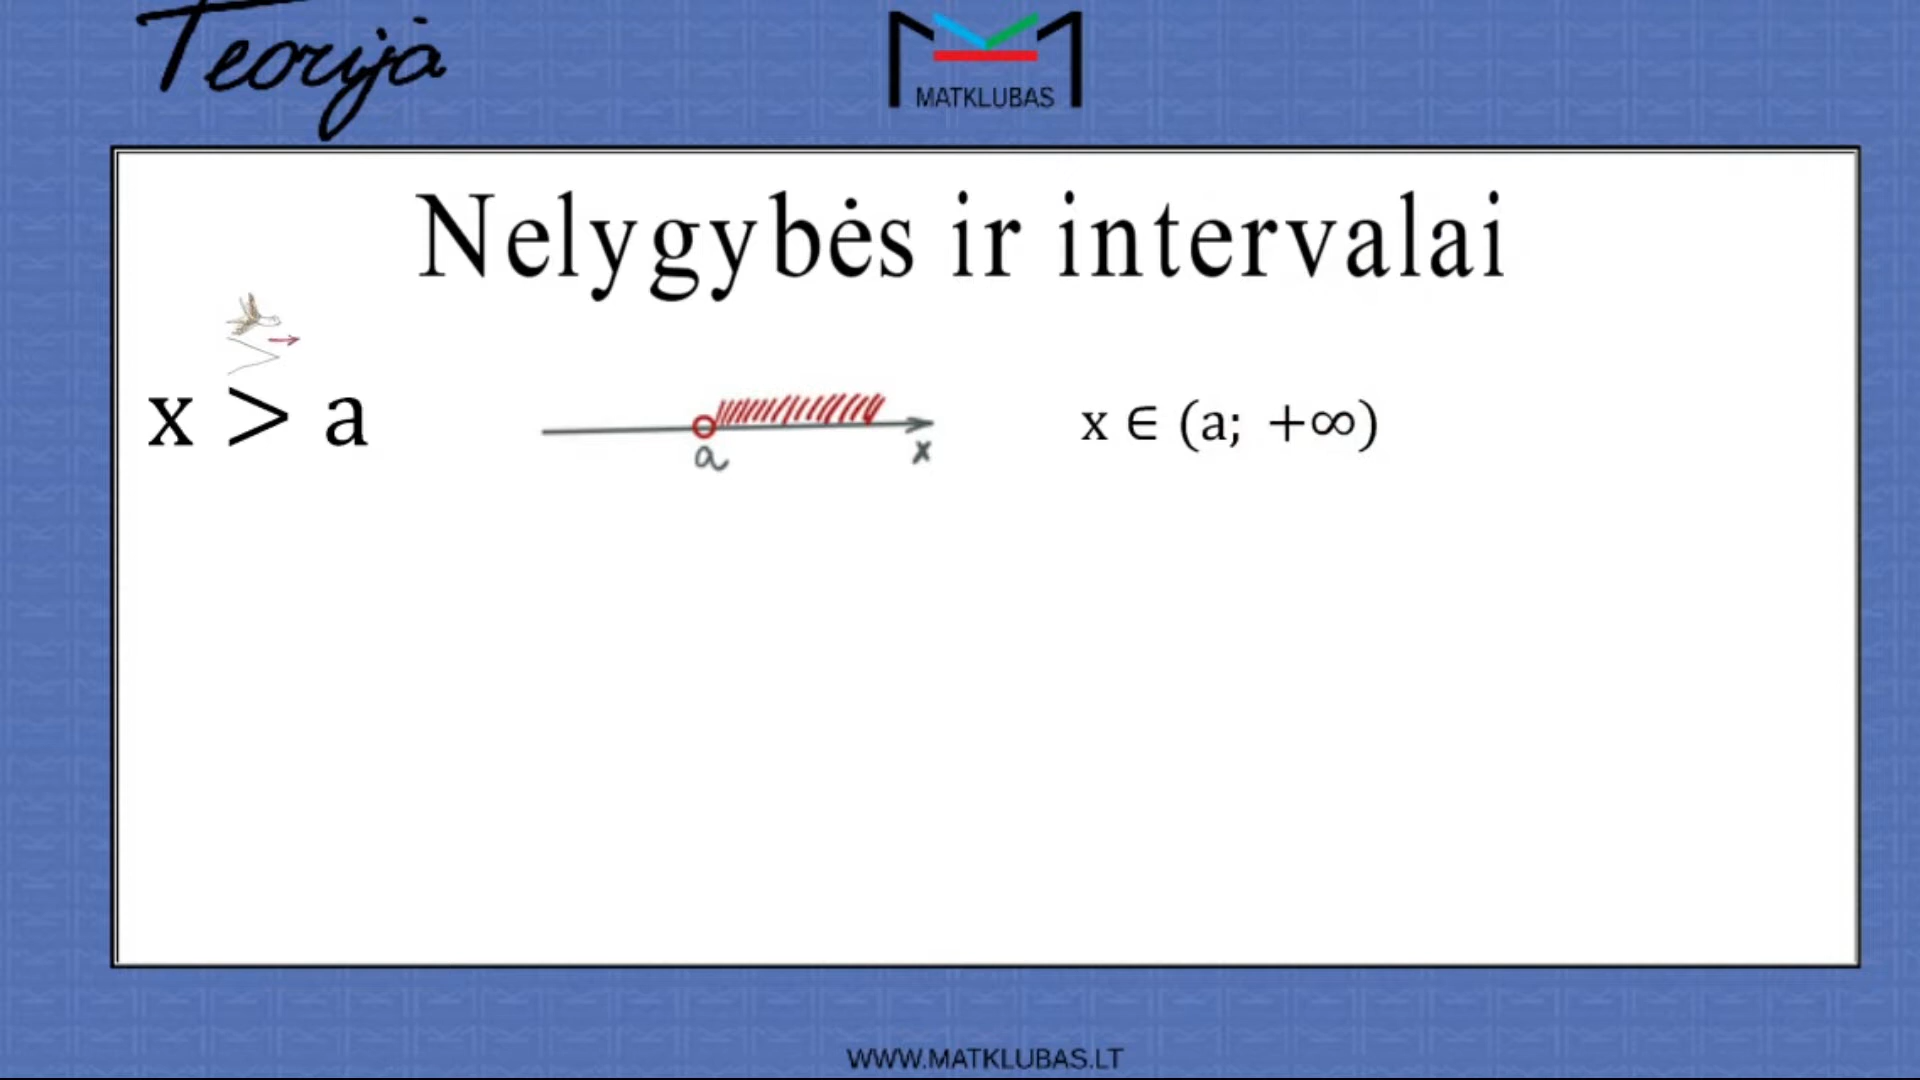 Teorija
MATKLUBAS
Nelygybės ir intervalai
x > a
a
x
x ∈ (a; +∞)
WWW.MATKLUBAS.LT